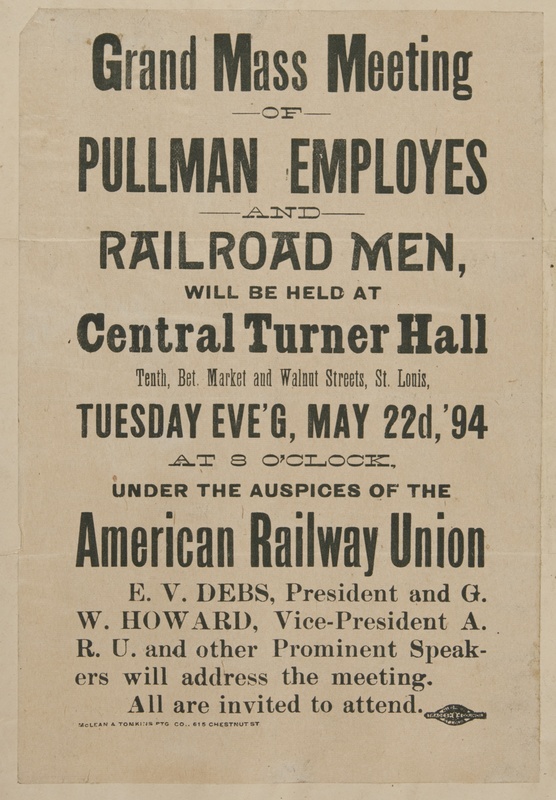 Grand Mass Meeting
—OF—
PULLMAN EMPLOYES
—AND—
RAILROAD MEN,
WILL BE HELD AT
Central Turner Hall
Tenth, Bet. Market and Walnut Streets, St. Louis,
TUESDAY EVE'G, MAY 22d, '94
AT 8 O'CLOCK,
UNDER THE AUSPICES OF THE
American Railway Union
E. V. DEBS, President and G.
W. HOWARD, Vice-President A.
R. U. and other Prominent Speak-
ers will address the meeting.
All are invited to attend.
McLEAN & TOMKINS PTG CO., 615 CHESTNUT ST